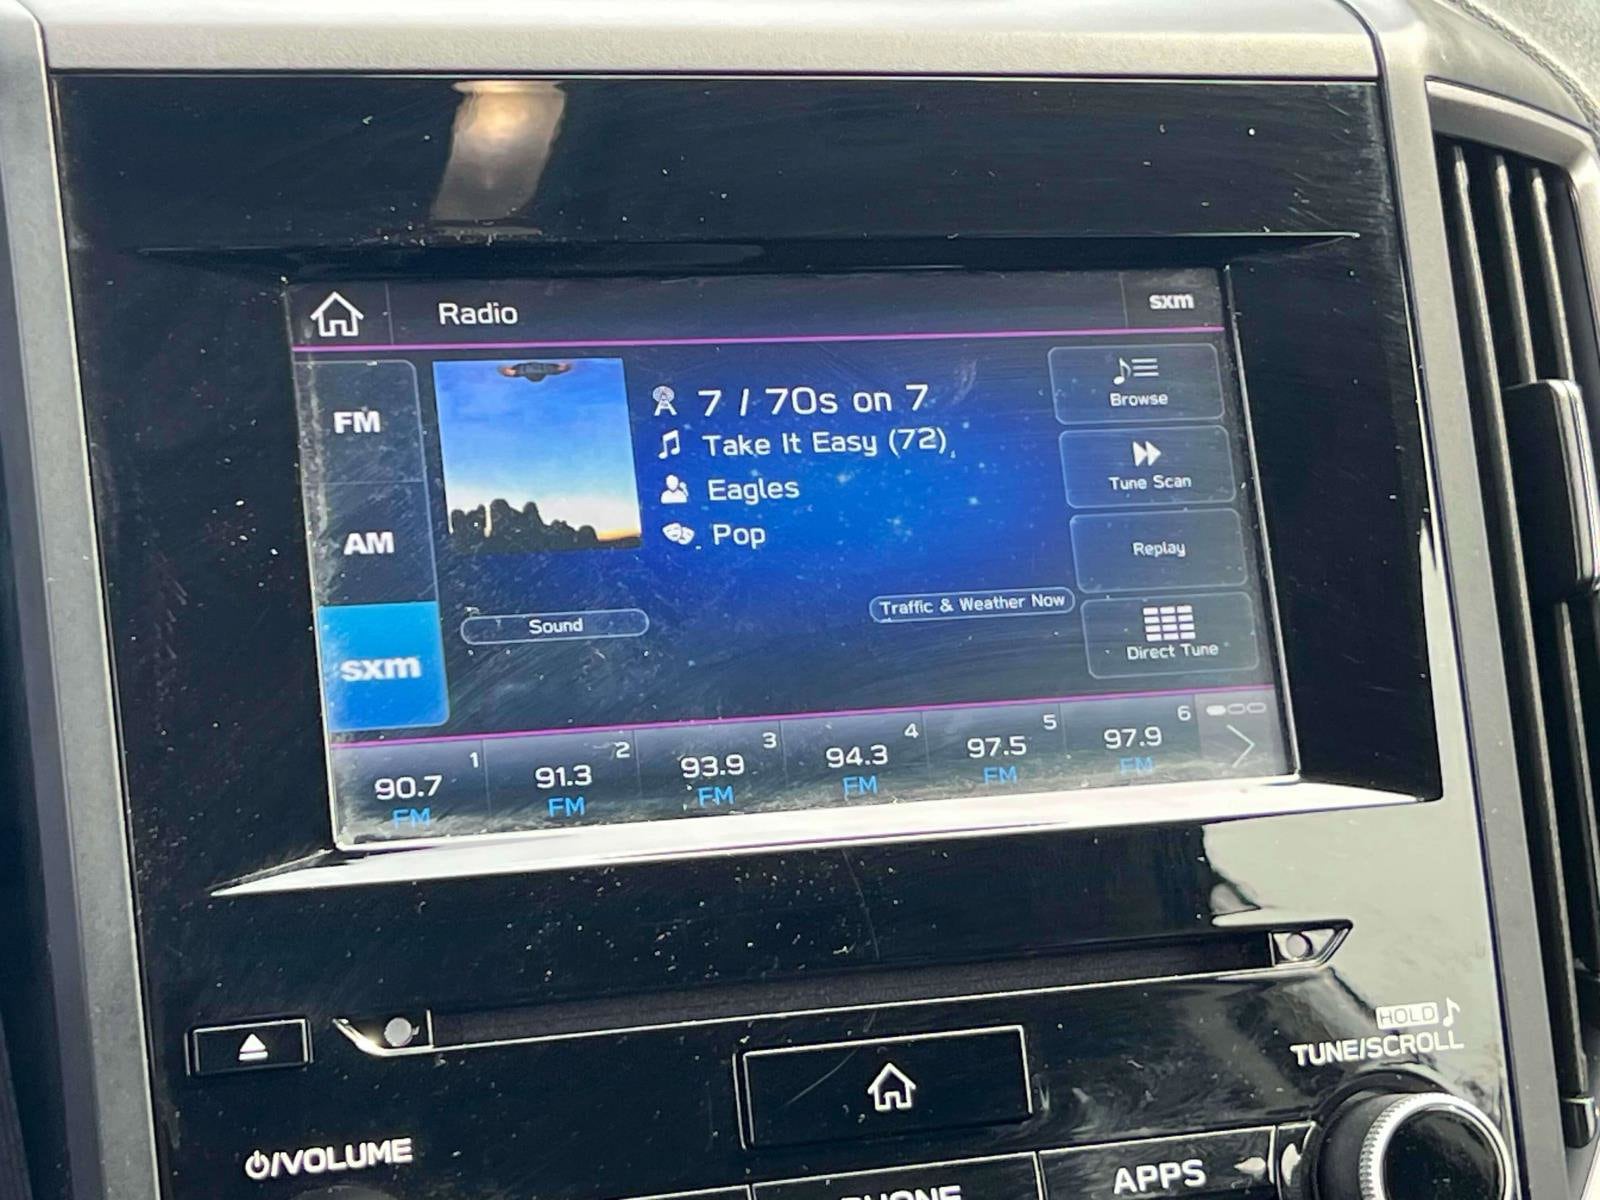 Radio
sxm
FM
AM
sxm
7 / 70s on 7
Take It Easy (72)
Eagles
Pop
Sound
Traffic & Weather Now
Browse
Tune Scan
Replay
Direct Tune
1
90.7
FM
2
91.3
FM
3
93.9
FM
4
94.3
FM
5
97.5
FM
6
97.9
FM
HOLD
TUNE/SCROLL
/VOLUME
PHONE
APPS